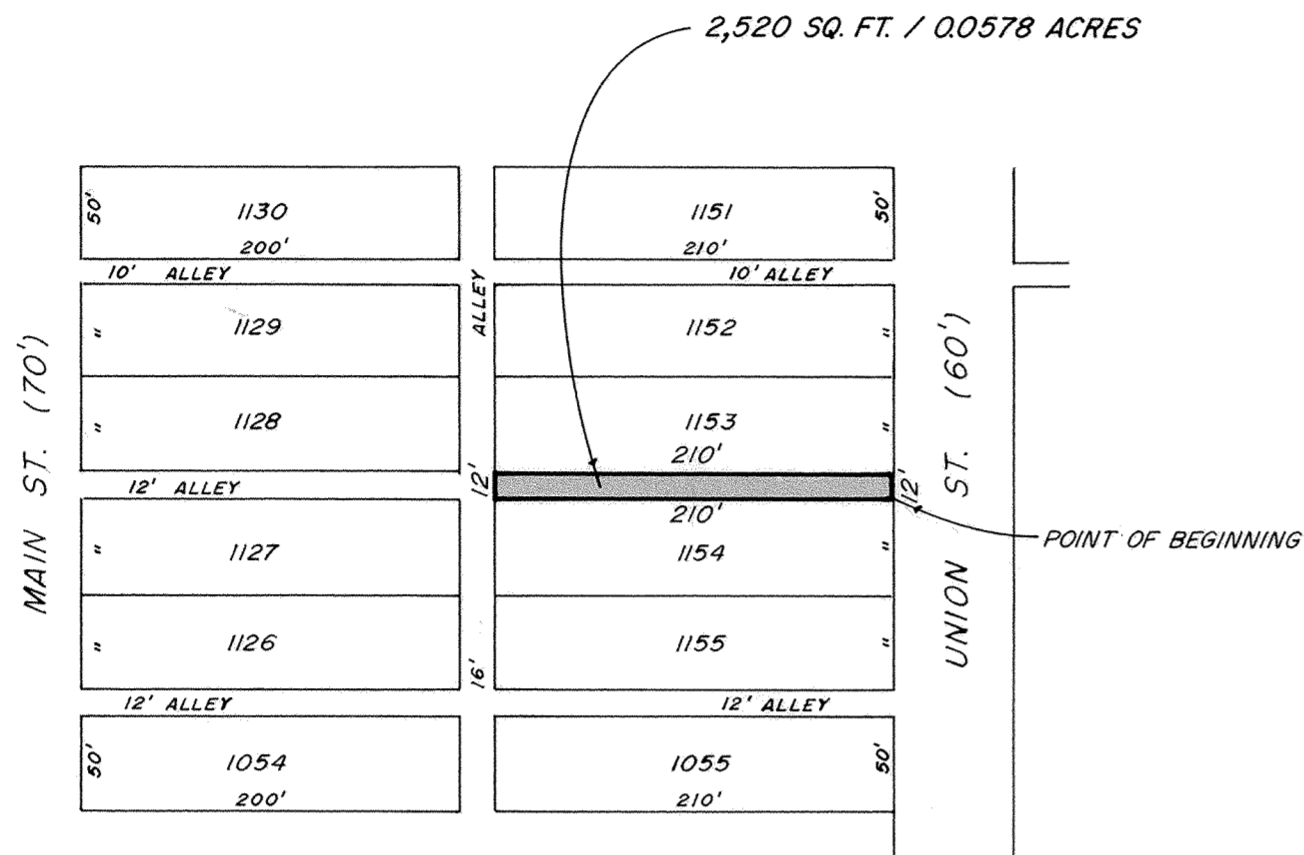 2,520 SQ. FT. / 0.0578 ACRES
50' 1130 1151 50'
200' 210'
10' ALLEY ALLEY 10' ALLEY
" 1129 1152 "
" 1128 1153 "
210'
12' ALLEY 12' 12'
210'
POINT OF BEGINNING
" 1127 1154 "
" 1126 1155 "
16'
12' ALLEY 12' ALLEY
50' 1054 1055 50'
200' 210'
MAIN ST. (70')
UNION ST. (60')